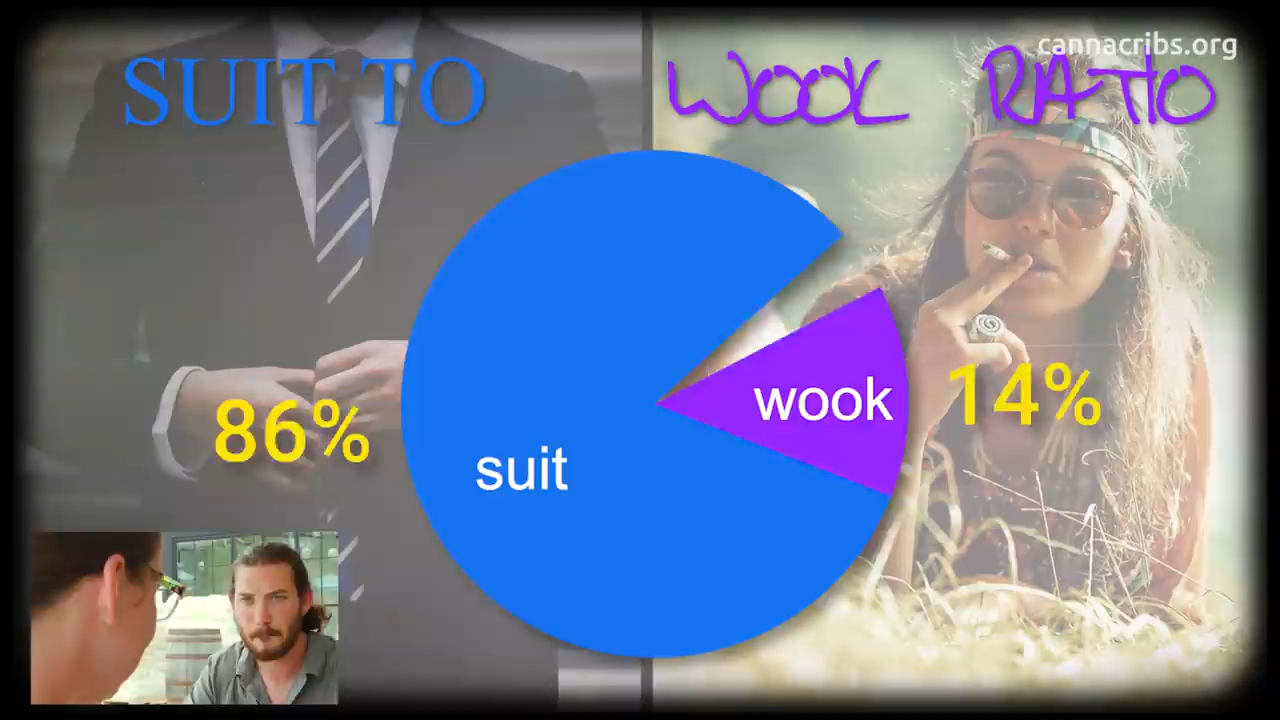 cannacribs.org
SUIT TO WOOK RATIO
86%
suit
wook
14%